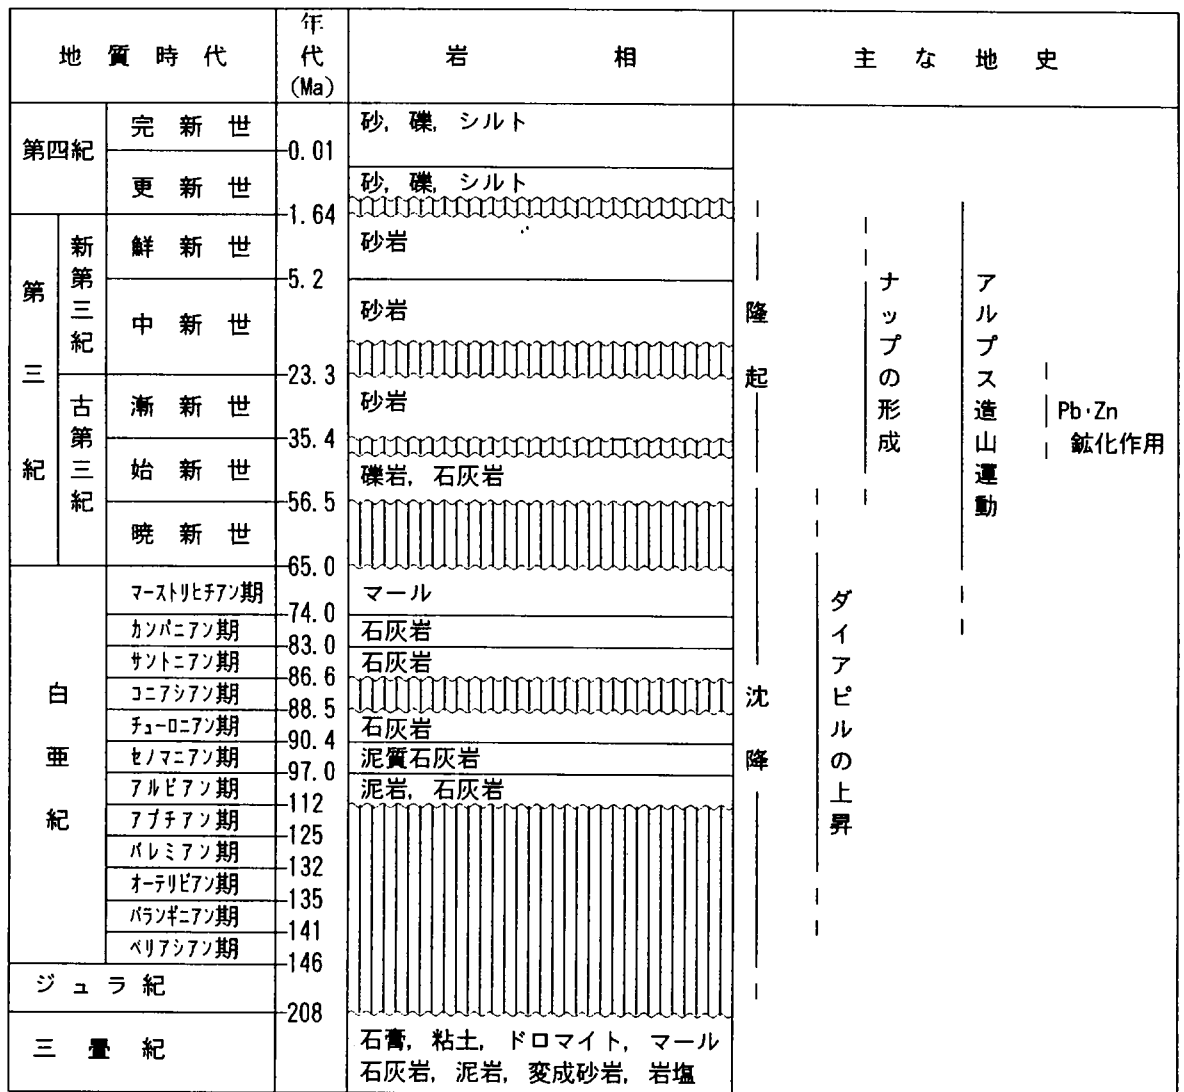 地質時代 年代(Ma) 岩相 主な地史
第四紀 完新世 砂, 礫, シルト
0.01
更新世 砂, 礫, シルト
1.64
第三紀 新第三紀 鮮新世 砂岩
5.2
中新世 砂岩
23.3
古第三紀 漸新世 砂岩
35.4
始新世 礫岩, 石灰岩
56.5
暁新世
65.0
白亜紀 マーストリヒチアン期 マール
74.0
カンパニアン期 石灰岩
83.0
サントニアン期 石灰岩
86.6
コニアシアン期
88.5
チューロニアン期 石灰岩
90.4
セノマニアン期 泥質石灰岩
97.0
アルビアン期 泥岩, 石灰岩
112
アプチアン期
125
バレミアン期
132
オーテリビアン期
135
バランギニアン期
141
ベリアシアン期
146
ジュラ紀
208
三畳紀 石膏, 粘土, ドロマイト, マール
石灰岩, 泥岩, 変成砂岩, 岩塩
隆起
沈降
ダイアピルの上昇
ナップの形成
アルプス造山運動
Pb·Zn
鉱化作用